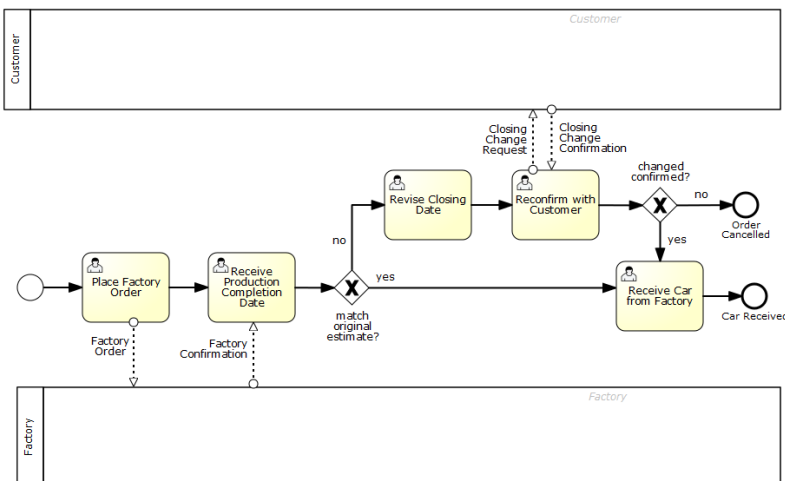 Customer
Customer
Closing
Change
Request
Closing
Change
Confirmation
changed
confirmed?
Revise Closing
Date
Reconfirm with
Customer
no
Order
Cancelled
no
yes
Place Factory
Order
Receive
Production
Completion
Date
yes
match
original
estimate?
Receive Car
from Factory
Car Received
Factory
Order
Factory
Confirmation
Factory
Factory